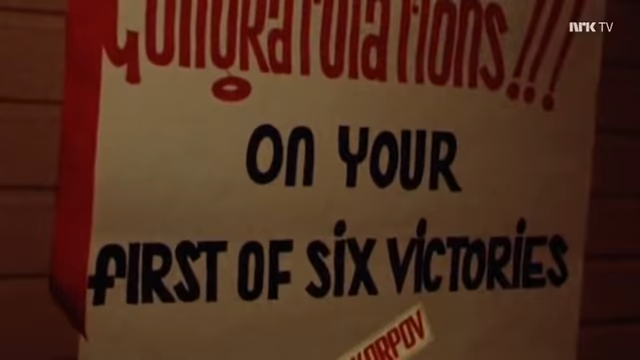 NRK TV
Congratulations!!!
ON YOUR
FIRST OF SIX VICTORIES